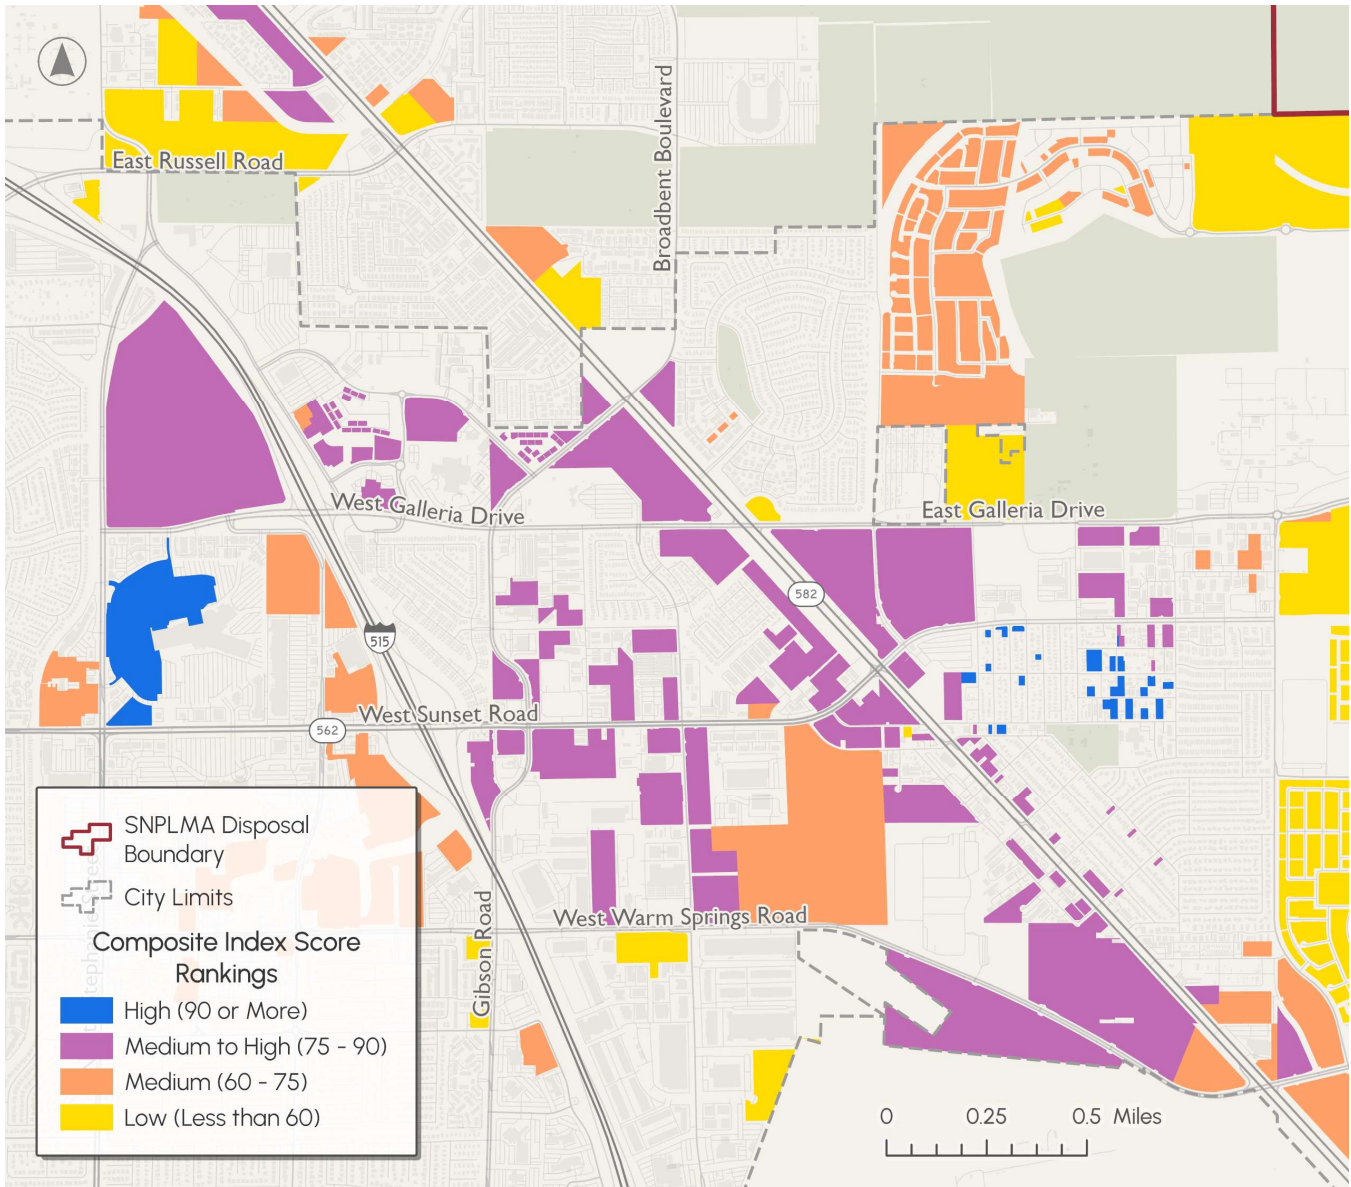 Broadbent Boulevard
East Russell Road
West Galleria Drive
East Galleria Drive
582
515
West Sunset Road
562
Gibson Road
West Warm Springs Road
SNPLMA Disposal
Boundary
City Limits
Composite Index Score
Rankings
High (90 or More)
Medium to High (75 - 90)
Medium (60 - 75)
Low (Less than 60)
0 0.25 0.5 Miles